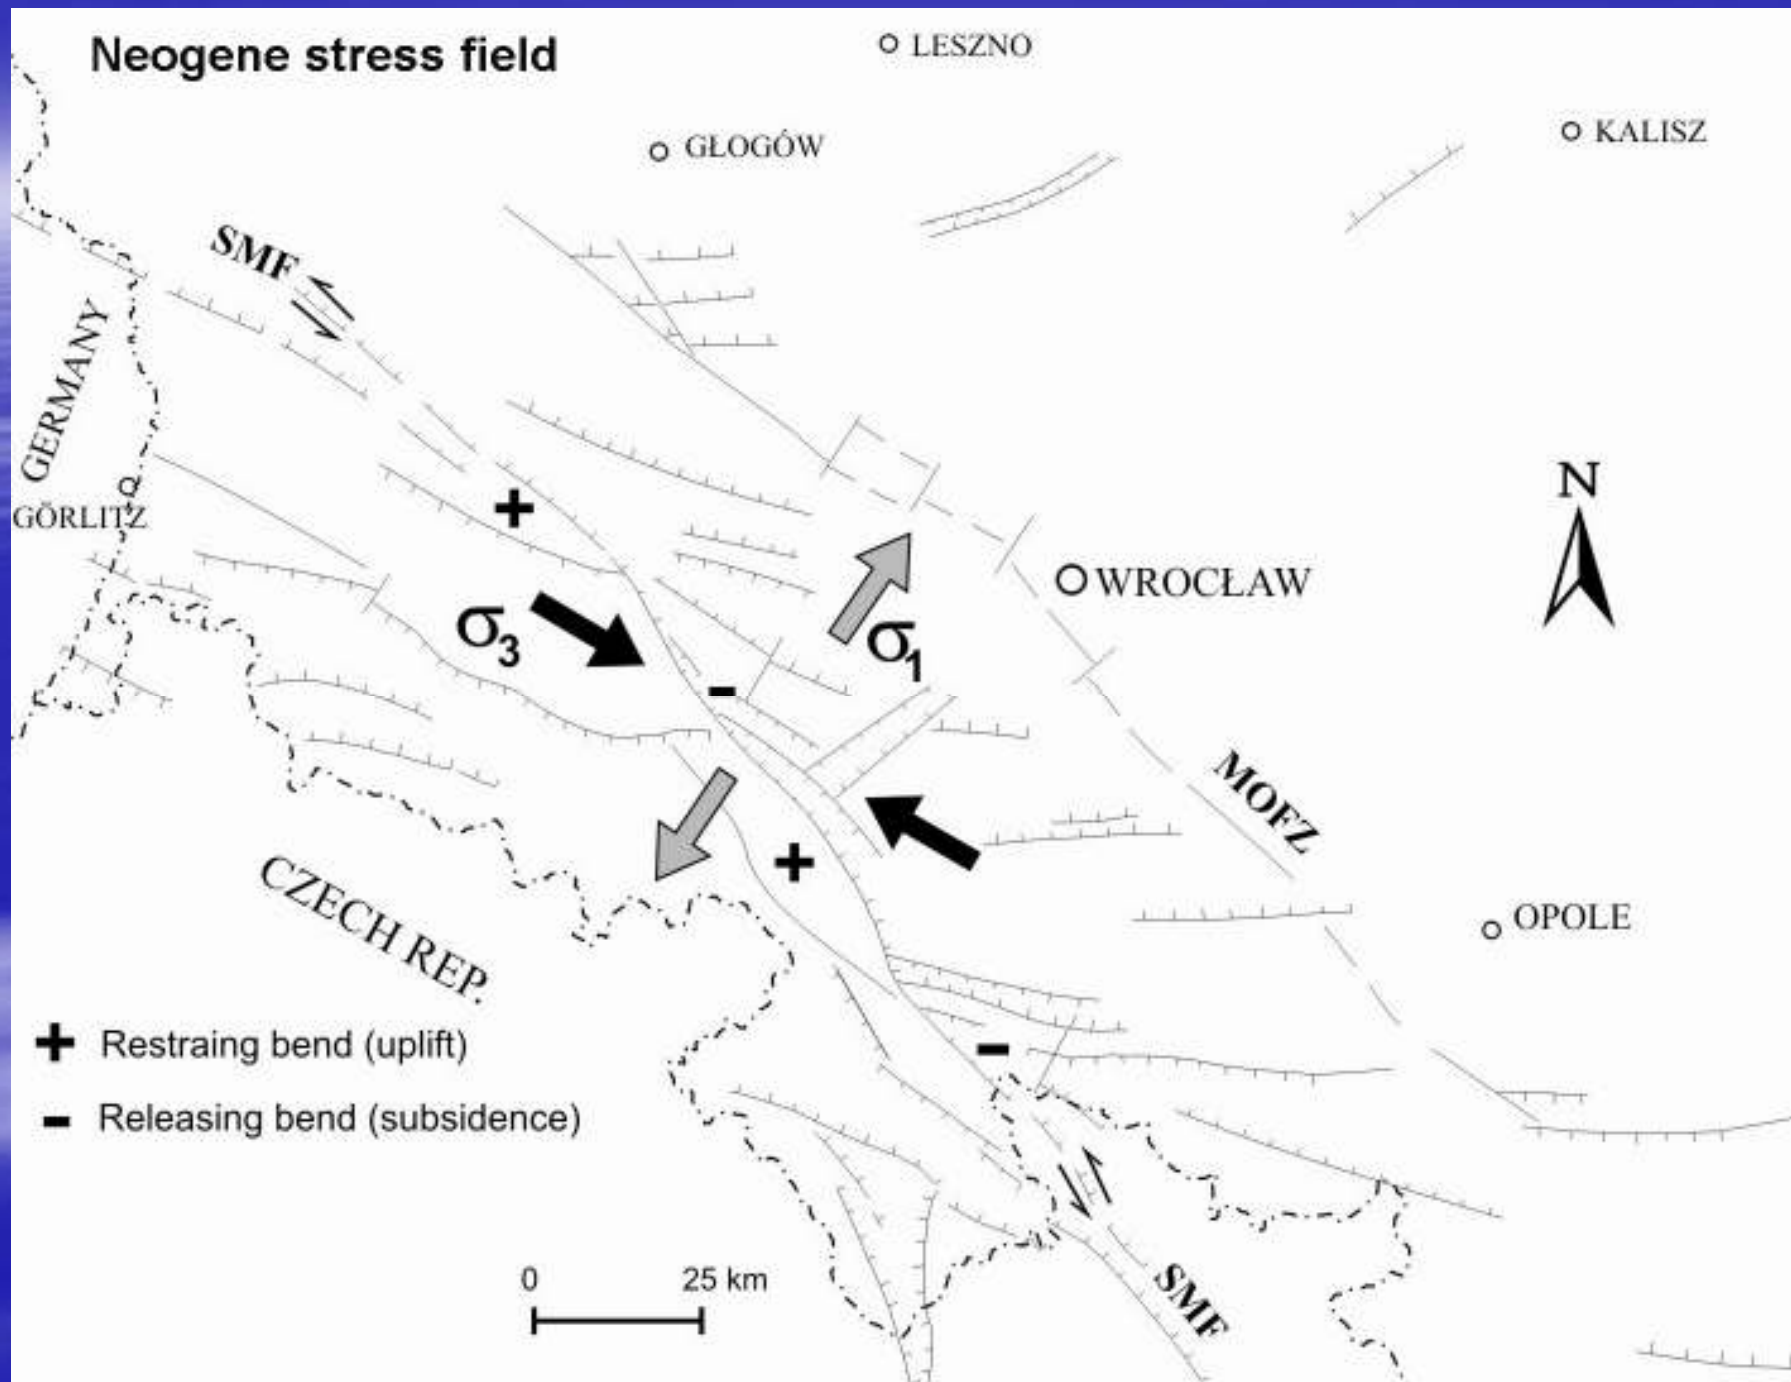 Neogene stress field
LESZNO
KALISZ
GŁOGÓW
SMF
GERMANY
GÖRLITZ
N
WROCŁAW
σ3
σ1
MOFZ
CZECH REP.
OPOLE
+ Restraing bend (uplift)
- Releasing bend (subsidence)
+
-
+
-
SMF
0 25 km